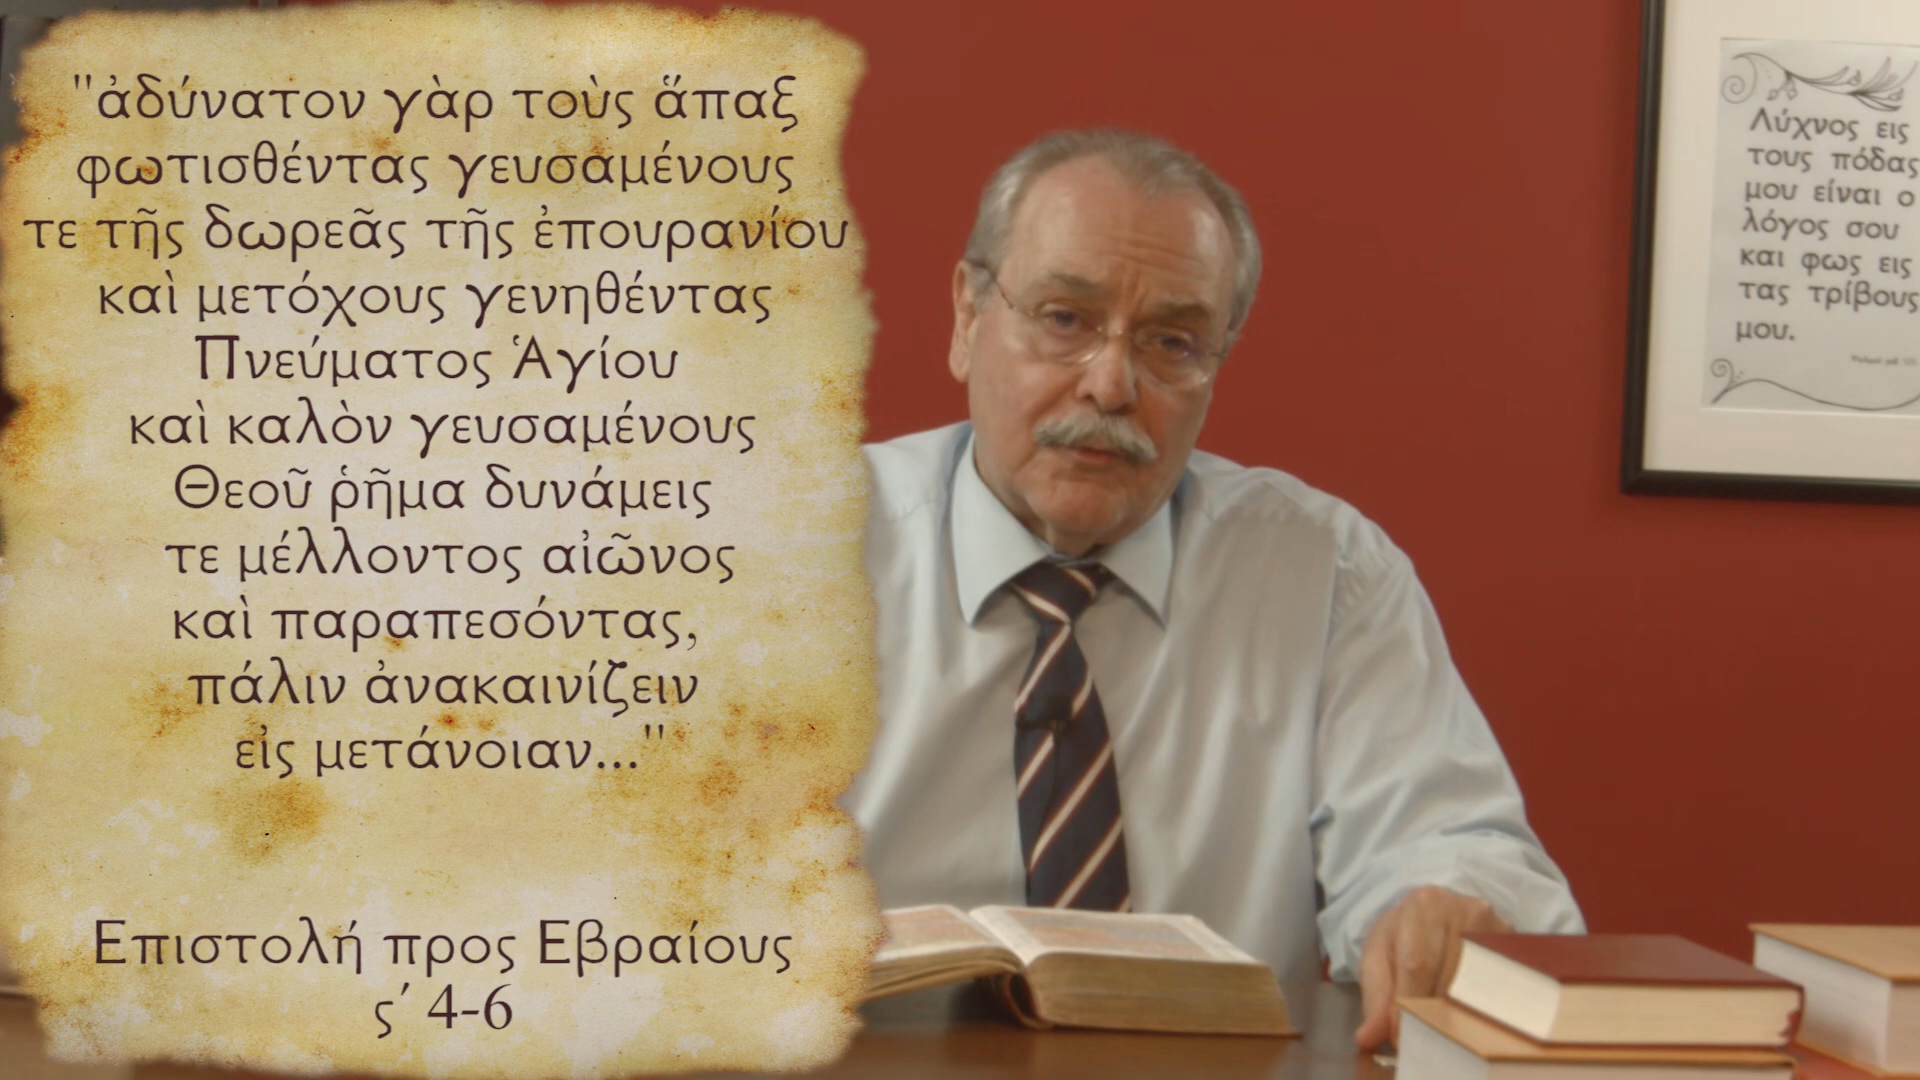 "ἀδύνατον γὰρ τοὺς ἅπαξ
φωτισθέντας γευσαμένους
τε τῆς δωρεᾶς τῆς ἐπουρανίου
καὶ μετόχους γενηθέντας
Πνεύματος Ἁγίου
καὶ καλὸν γευσαμένους
Θεοῦ ῥῆμα δυνάμεις
τε μέλλοντος αἰῶνος
καὶ παραπεσόντας,
πάλιν ἀνακαινίζειν
εἰς μετάνοιαν..."
Επιστολή προς Εβραίους
ς΄ 4-6
Λύχνος εις
τους πόδας
μου είναι ο
λόγος σου
και φως εις
τας τρίβους
μου.